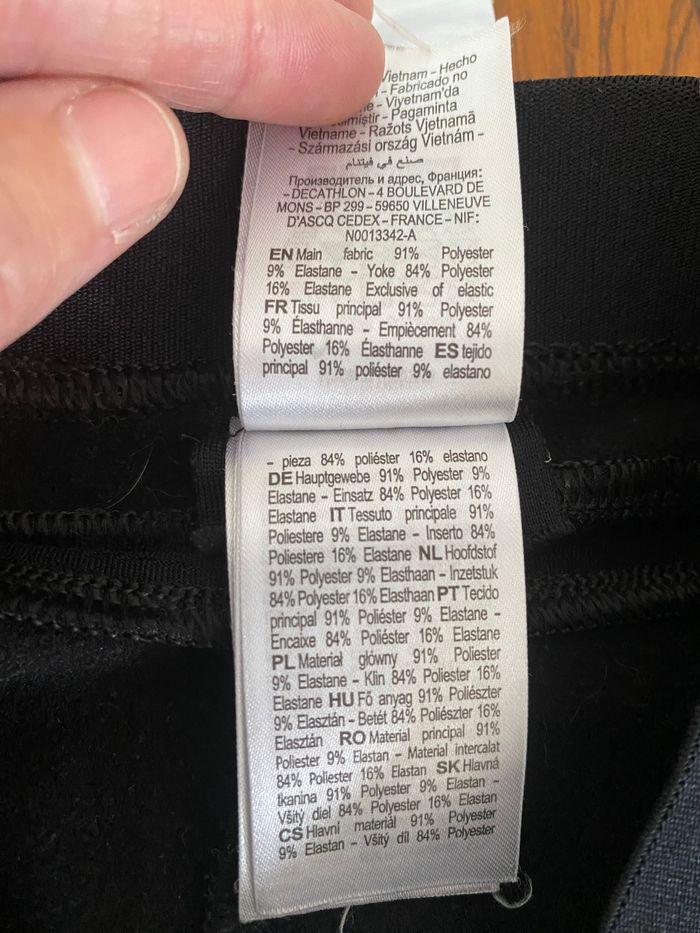 Vietnam – Hecho
– Fabricado no
– Vîyetnam'da
– Pagaminta
Vietname – Ražots Vjetnamā
- Származási ország Vietnám -
صنع في فيتنام
Производитель и адрес, Франция:
– DECATHLON – 4 BOULEVARD DE
MONS – BP 299 – 59650 VILLENEUVE
D'ASCQ CEDEX – FRANCE – NIF:
N0013342-A
EN Main fabric 91% Polyester
9% Elastane – Yoke 84% Polyester
16% Elastane Exclusive of elastic
FR Tissu principal 91% Polyester
9% Élasthanne – Empiècement 84%
Polyester 16% Élasthanne ES tejido
principal 91% poliéster 9% elastano
- pieza 84% poliéster 16% elastano
DE Hauptgewebe 91% Polyester 9%
Elastane – Einsatz 84% Polyester 16%
Elastane IT Tessuto principale 91%
Poliestere 9% Elastane – Inserto 84%
Poliestere 16% Elastane NL Hoofdstof
91% Polyester 9% Elasthaan – Inzetstuk
84% Polyester 16% Elasthaan PT Tecido
principal 91% Poliéster 9% Elastane –
Encaixe 84% Poliéster 16% Elastane
PL Materiał główny 91% Poliester
9% Elastane – Klin 84% Poliester 16%
Elastane HU Fő anyag 91% Poliészter
9% Elasztán – Betét 84% Poliészter 16%
Elasztán RO Material principal 91%
Poliester 9% Elastan – Material intercalat
84% Poliester 16% Elastan SK Hlavná
tkanina 91% Polyester 9% Elastan –
Všitý diel 84% Polyester 16% Elastan
CS Hlavní materiál 91% Polyester
9% Elastan – Všitý díl 84% Polyester